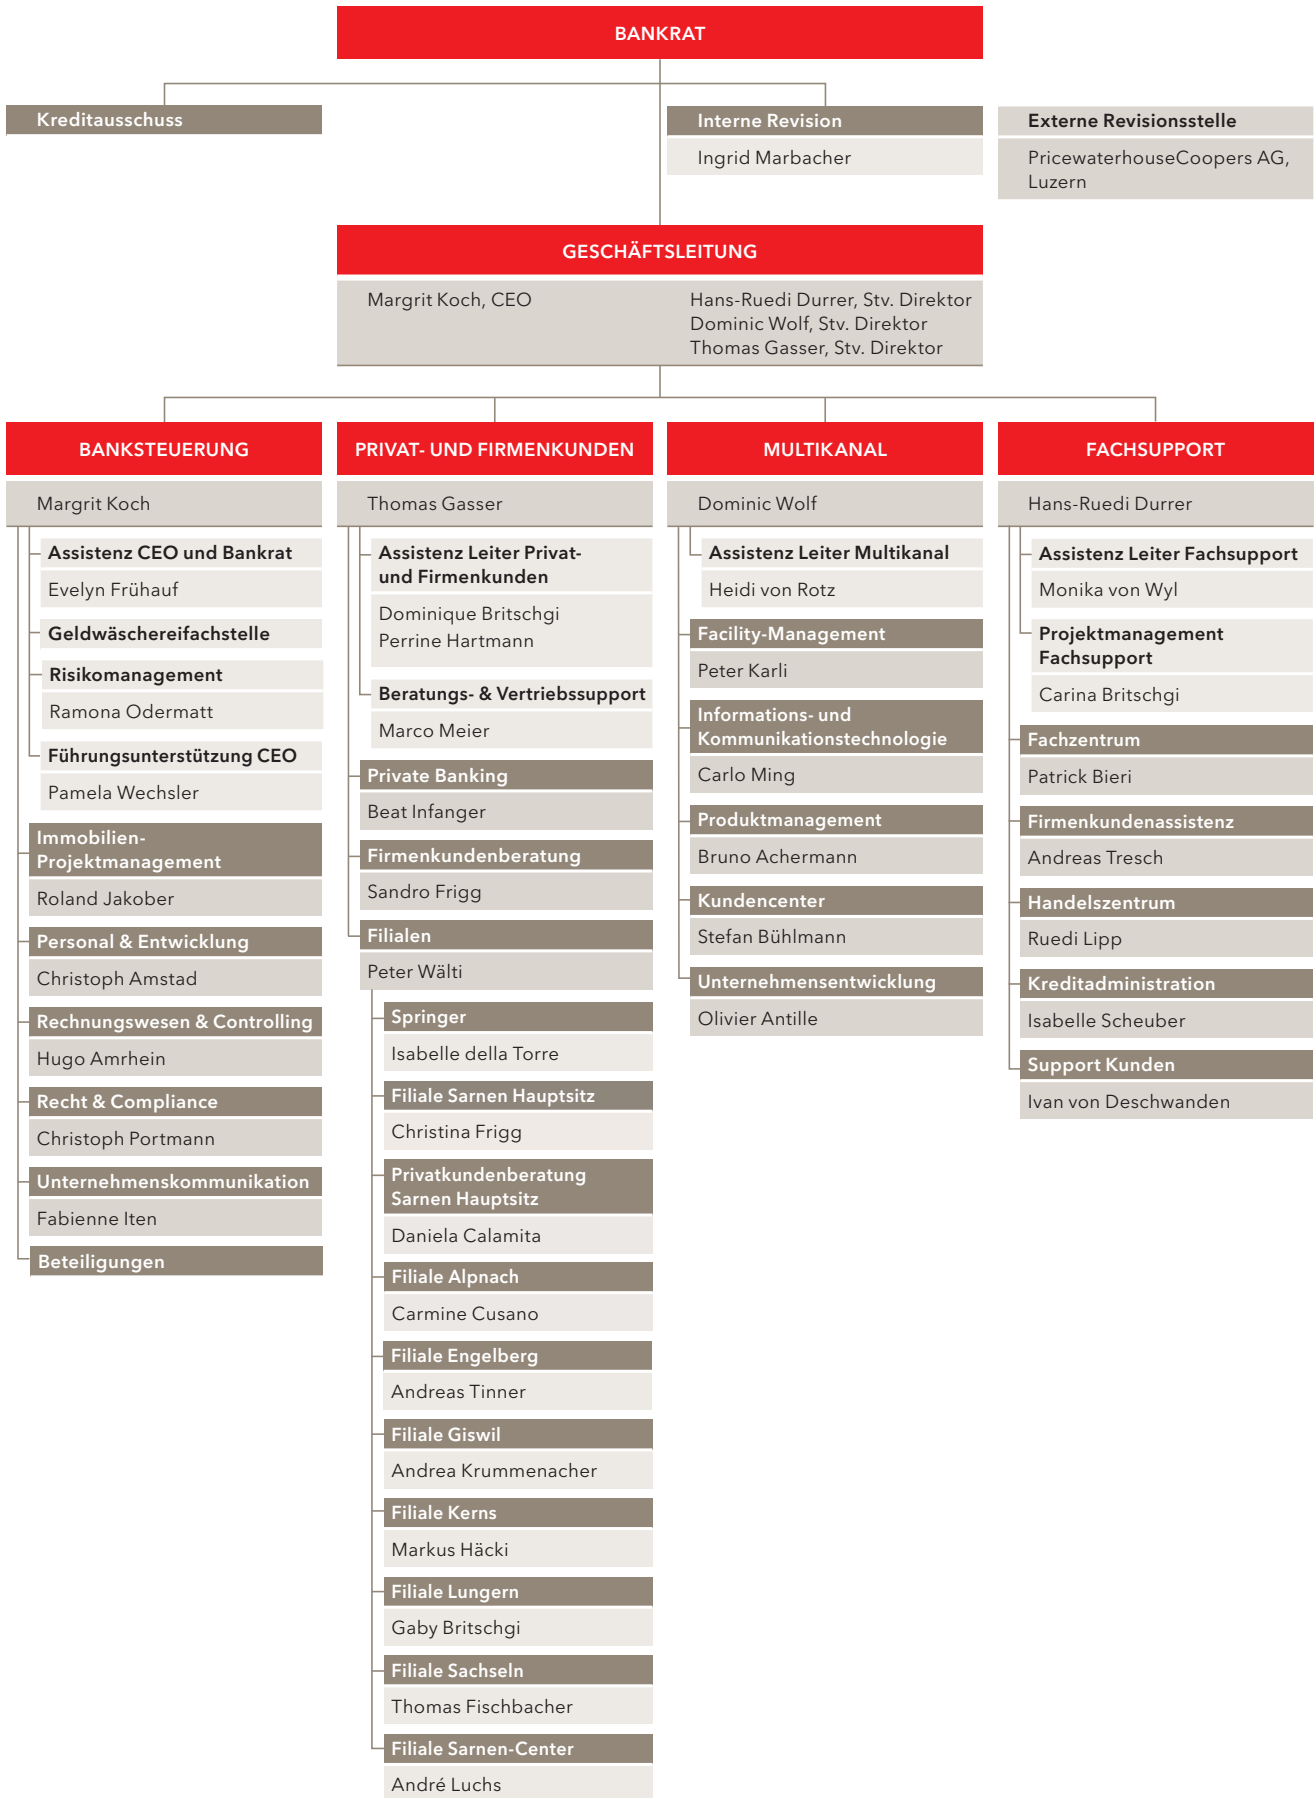 BANKRAT
Kreditausschuss
Interne Revision
Ingrid Marbacher
Externe Revisionsstelle
PricewaterhouseCoopers AG,
Luzern
GESCHÄFTSLEITUNG
Margrit Koch, CEO
Hans-Ruedi Durrer, Stv. Direktor
Dominic Wolf, Stv. Direktor
Thomas Gasser, Stv. Direktor
BANKSTEUERUNG
Margrit Koch
Assistenz CEO und Bankrat
Evelyn Frühauf
Geldwäschereifachstelle
Risikomanagement
Ramona Odermatt
Führungsunterstützung CEO
Pamela Wechsler
Immobilien-
Projektmanagement
Roland Jakober
Personal & Entwicklung
Christoph Amstad
Rechnungswesen & Controlling
Hugo Amrhein
Recht & Compliance
Christoph Portmann
Unternehmenskommunikation
Fabienne Iten
Beteiligungen
PRIVAT- UND FIRMENKUNDEN
Thomas Gasser
Assistenz Leiter Privat-
und Firmenkunden
Dominique Britschgi
Perrine Hartmann
Beratungs- & Vertriebssupport
Marco Meier
Private Banking
Beat Infanger
Firmenkundenberatung
Sandro Frigg
Filialen
Peter Wälti
Springer
Isabelle della Torre
Filiale Sarnen Hauptsitz
Christina Frigg
Privatkundenberatung
Sarnen Hauptsitz
Daniela Calamita
Filiale Alpnach
Carmine Cusano
Filiale Engelberg
Andreas Tinner
Filiale Giswil
Andrea Krummenacher
Filiale Kerns
Markus Häcki
Filiale Lungern
Gaby Britschgi
Filiale Sachseln
Thomas Fischbacher
Filiale Sarnen-Center
André Luchs
MULTIKANAL
Dominic Wolf
Assistenz Leiter Multikanal
Heidi von Rotz
Facility-Management
Peter Karli
Informations- und
Kommunikationstechnologie
Carlo Ming
Produktmanagement
Bruno Achermann
Kundencenter
Stefan Bühlmann
Unternehmensentwicklung
Olivier Antille
FACHSUPPORT
Hans-Ruedi Durrer
Assistenz Leiter Fachsupport
Monika von Wyl
Projektmanagement
Fachsupport
Carina Britschgi
Fachzentrum
Patrick Bieri
Firmenkundenassistenz
Andreas Tresch
Handelszentrum
Ruedi Lipp
Kreditadministration
Isabelle Scheuber
Support Kunden
Ivan von Deschwanden